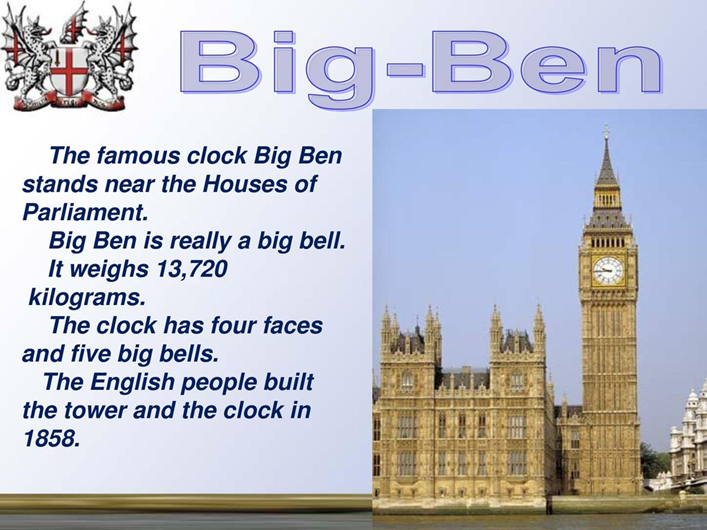 Big-Ben
The famous clock Big Ben
stands near the Houses of
Parliament.
Big Ben is really a big bell.
It weighs 13,720
kilograms.
The clock has four faces
and five big bells.
The English people built
the tower and the clock in
1858.